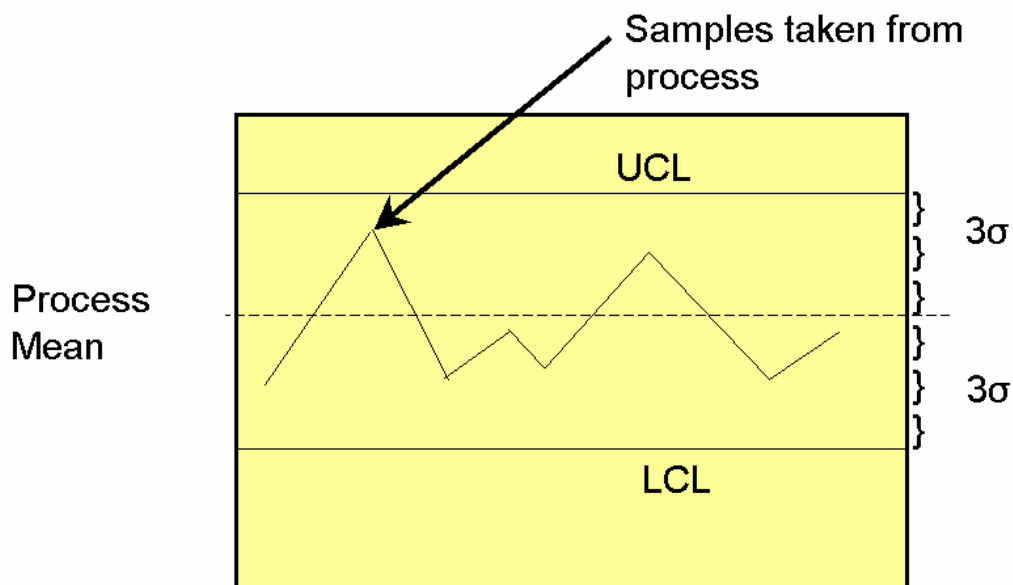 Samples taken from
process
UCL
3σ
Process
Mean
3σ
LCL